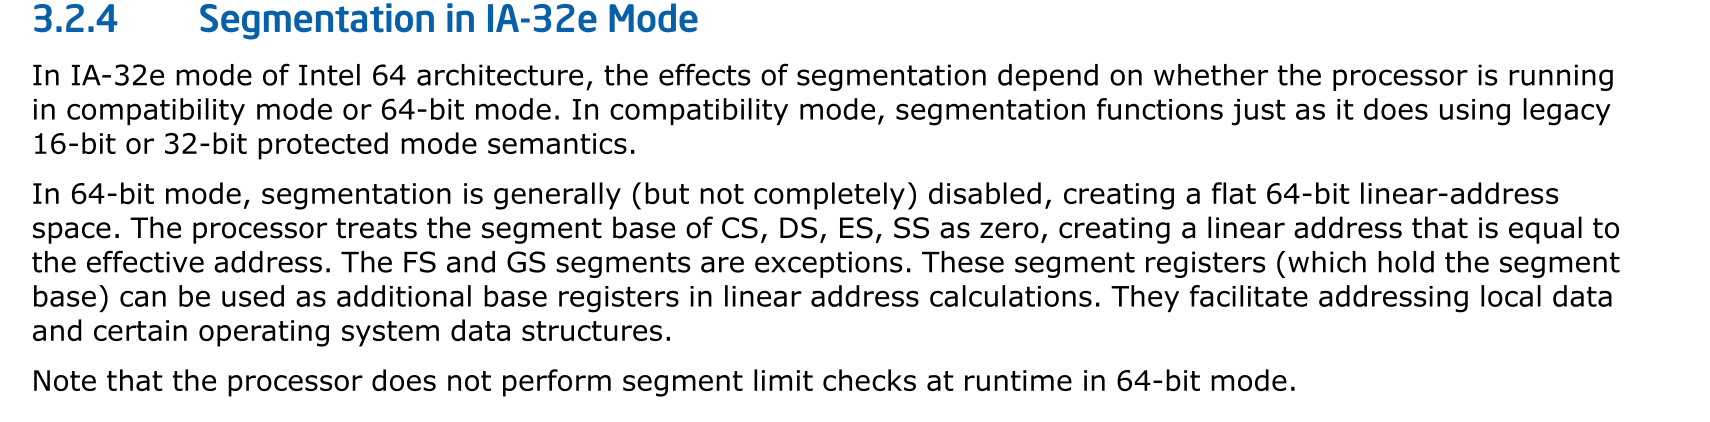 3.2.4 Segmentation in IA-32e Mode
In IA-32e mode of Intel 64 architecture, the effects of segmentation depend on whether the processor is running
in compatibility mode or 64-bit mode. In compatibility mode, segmentation functions just as it does using legacy
16-bit or 32-bit protected mode semantics.
In 64-bit mode, segmentation is generally (but not completely) disabled, creating a flat 64-bit linear-address
space. The processor treats the segment base of CS, DS, ES, SS as zero, creating a linear address that is equal to
the effective address. The FS and GS segments are exceptions. These segment registers (which hold the segment
base) can be used as additional base registers in linear address calculations. They facilitate addressing local data
and certain operating system data structures.
Note that the processor does not perform segment limit checks at runtime in 64-bit mode.